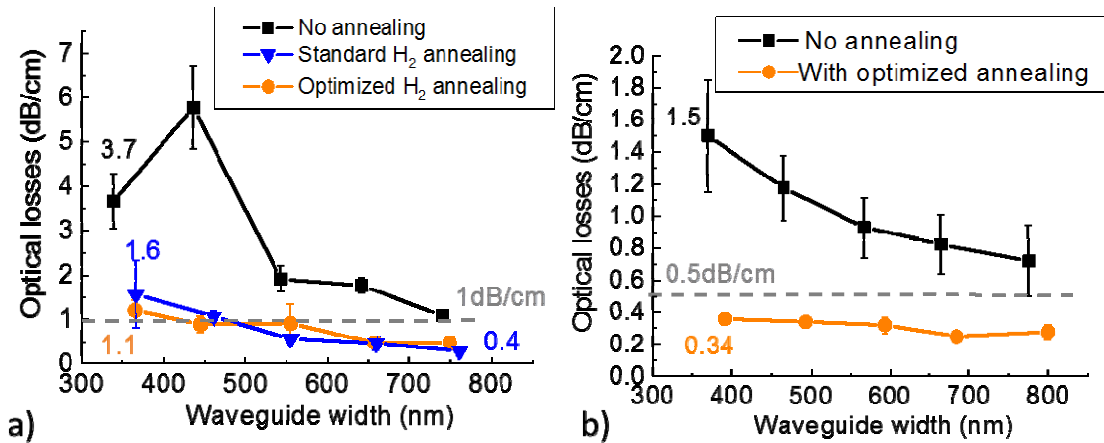 No annealing
Standard H2 annealing
Optimized H2 annealing
Optical losses (dB/cm)
7
6
5
4
3
2
1
0
3.7
1.6
1.1
1dB/cm
0.4
300 400 500 600 700 800
Waveguide width (nm)
a)
No annealing
With optimized annealing
Optical losses (dB/cm)
2.0
1.8
1.6
1.4
1.2
1.0
0.8
0.6
0.4
0.2
0.0
1.5
0.5dB/cm
0.34
300 400 500 600 700 800
Waveguide width (nm)
b)